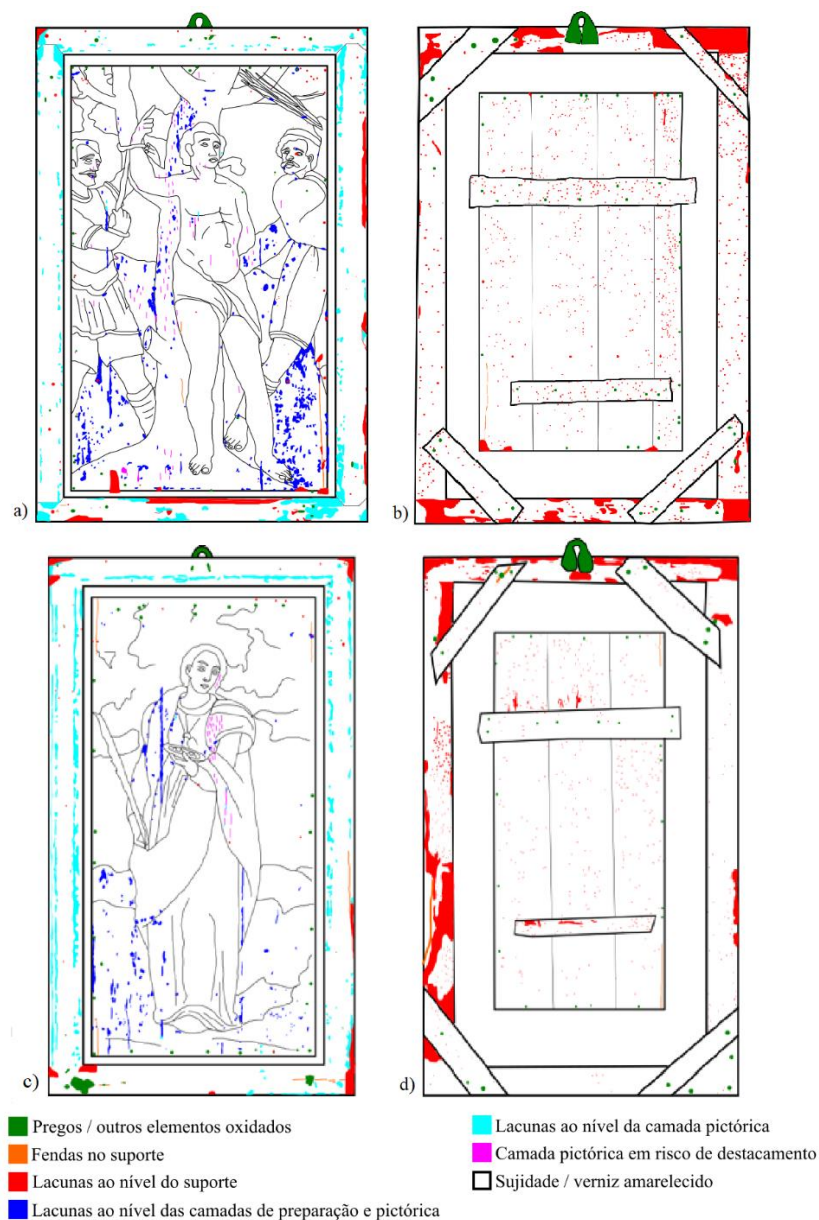 a)
b)
c)
d)
Pregos / outros elementos oxidados
Fendas no suporte
Lacunas ao nível do suporte
Lacunas ao nível das camadas de preparação e pictórica
Lacunas ao nível da camada pictórica
Camada pictórica em risco de destacamento
Sujidade / verniz amarelecido